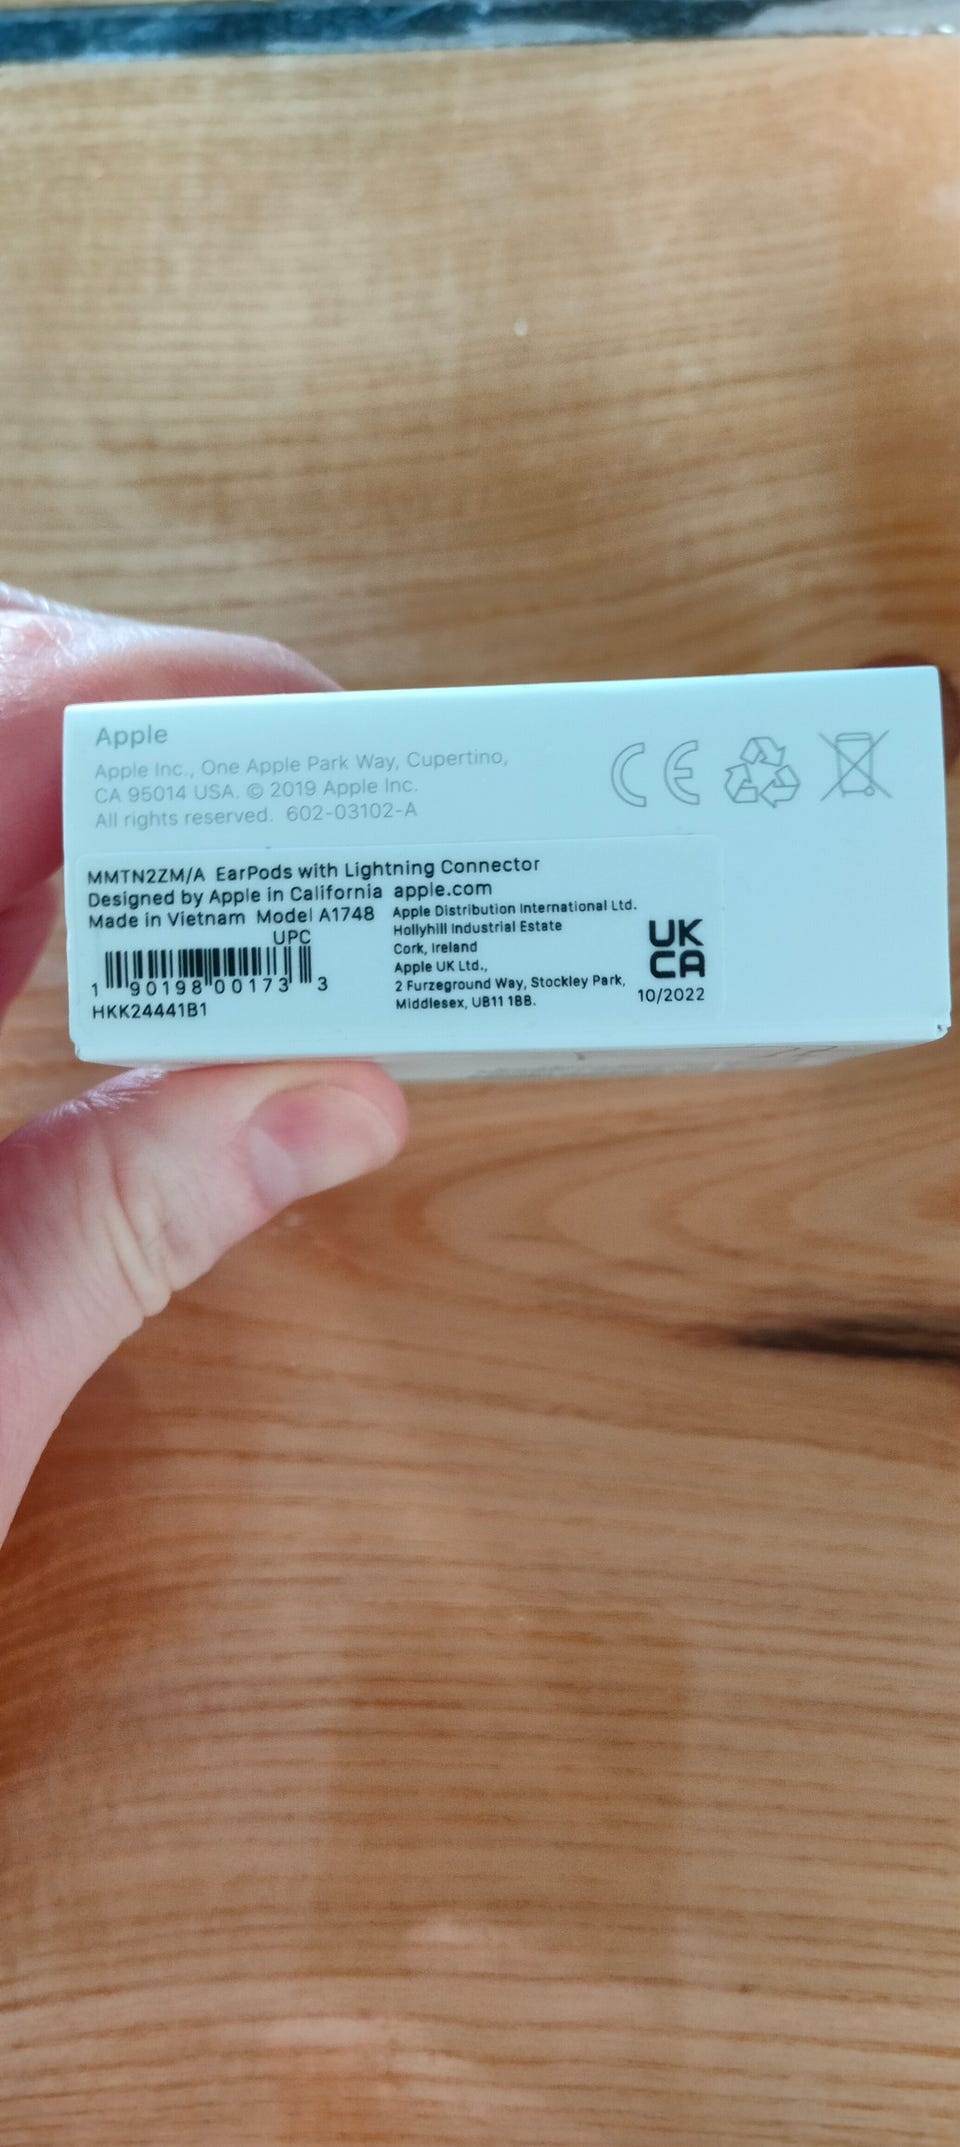 Apple
Apple Inc., One Apple Park Way, Cupertino,
CA 95014 USA. © 2019 Apple Inc.
All rights reserved. 602-03102-A
CE
MMTN2ZM/A EarPods with Lightning Connector
Designed by Apple in California apple.com
Made in Vietnam Model A1748
UPC
1 90198 00173 3
HKK24441B1
Apple Distribution International Ltd.
Hollyhill Industrial Estate
Cork, Ireland
Apple UK Ltd.,
2 Furzeground Way, Stockley Park,
Middlesex, UB11 1BB.
UK
CA
10/2022